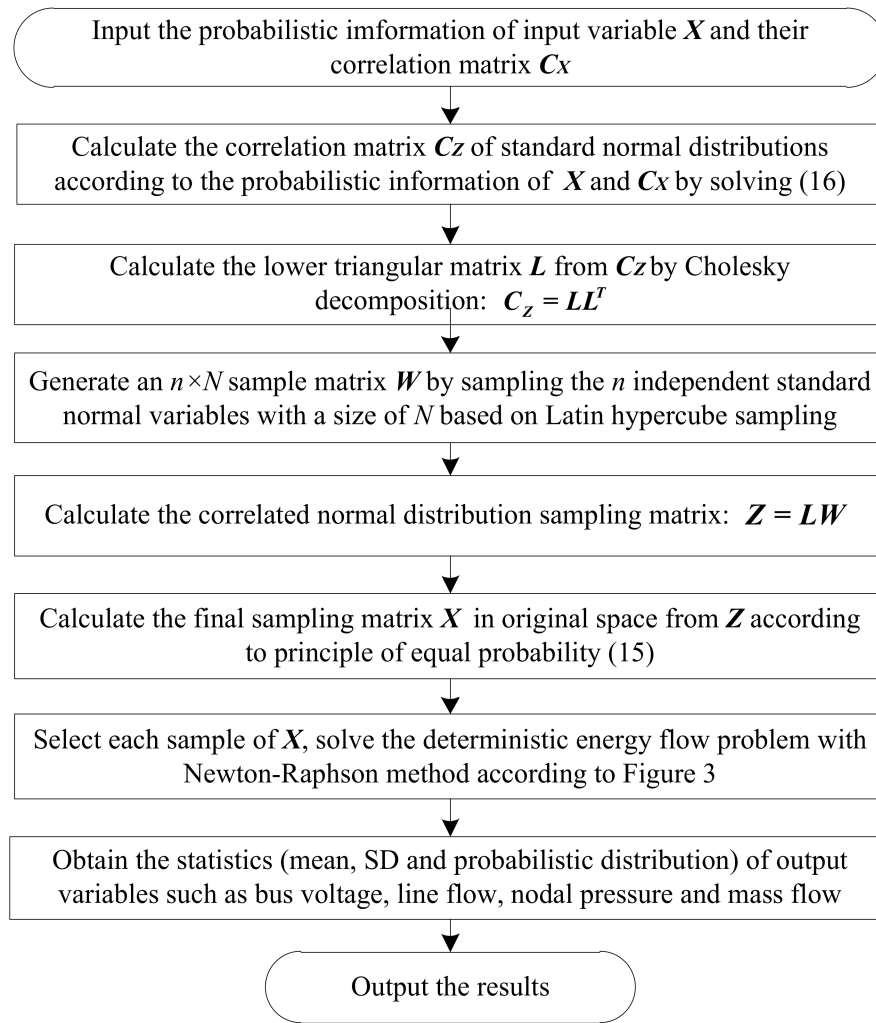 Input the probabilistic imformation of input variable X and their
correlation matrix CX
Calculate the correlation matrix CZ of standard normal distributions
according to the probabilistic information of X and CX by solving (16)
Calculate the lower triangular matrix L from CZ by Cholesky
decomposition: C_Z = LL^T
Generate an n×N sample matrix W by sampling the n independent standard
normal variables with a size of N based on Latin hypercube sampling
Calculate the correlated normal distribution sampling matrix: Z = LW
Calculate the final sampling matrix X in original space from Z according
to principle of equal probability (15)
Select each sample of X, solve the deterministic energy flow problem with
Newton-Raphson method according to Figure 3
Obtain the statistics (mean, SD and probabilistic distribution) of output
variables such as bus voltage, line flow, nodal pressure and mass flow
Output the results